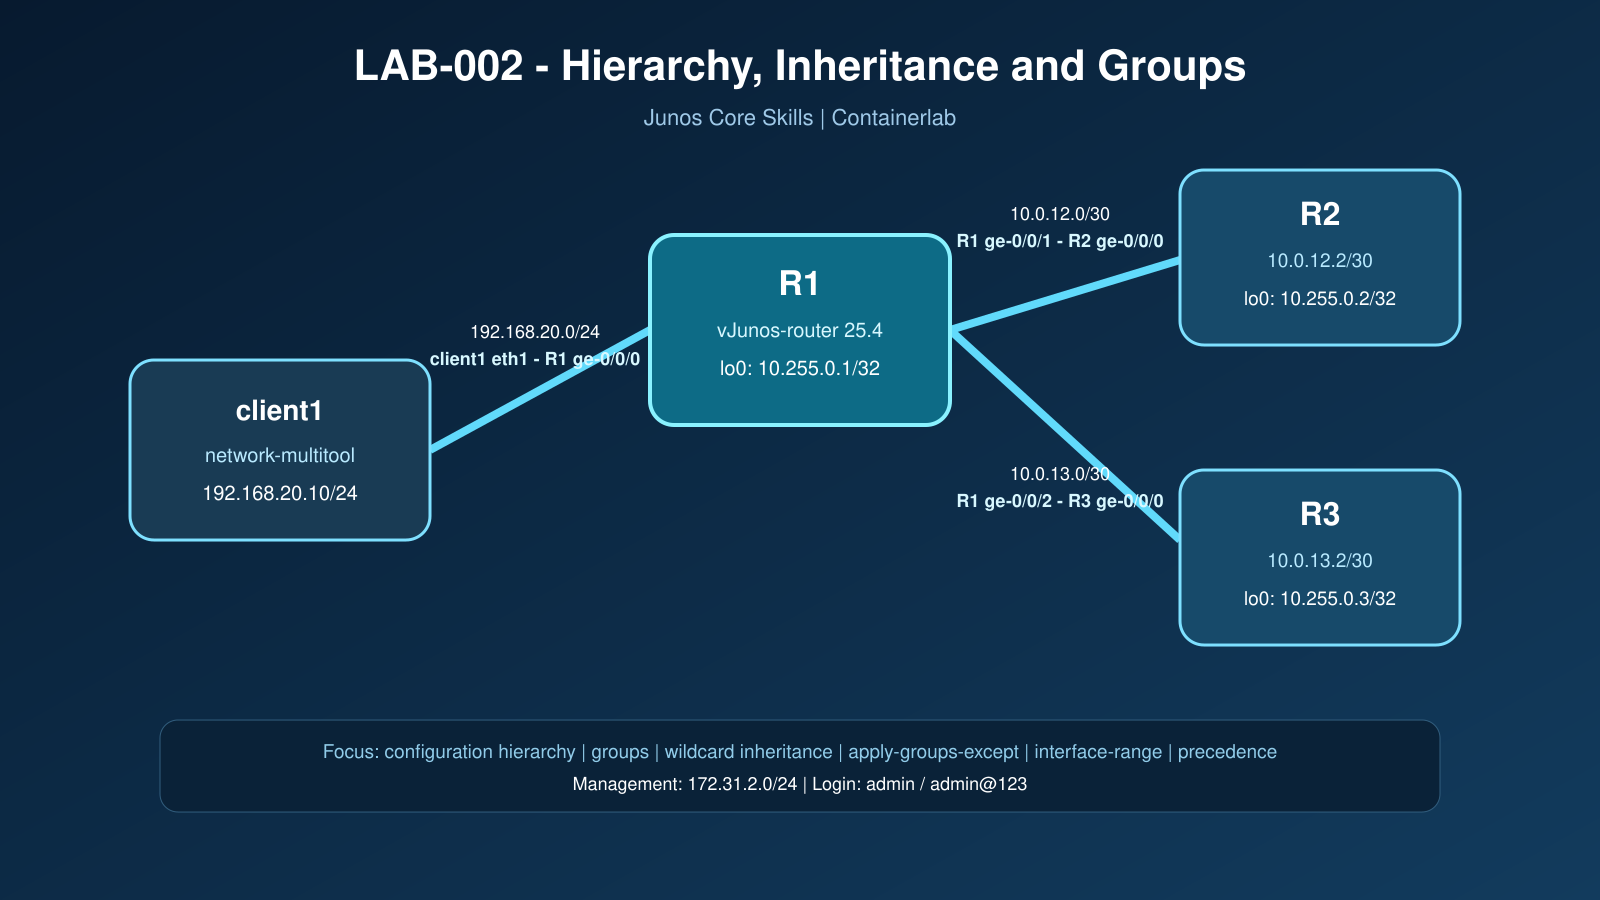 LAB-002 - Hierarchy, Inheritance and Groups
Junos Core Skills | Containerlab
client1
network-multitool
192.168.20.10/24
192.168.20.0/24
client1 eth1 - R1 ge-0/0/0
R1
vJunos-router 25.4
lo0: 10.255.0.1/32
10.0.12.0/30
R1 ge-0/0/1 - R2 ge-0/0/0
R2
10.0.12.2/30
lo0: 10.255.0.2/32
10.0.13.0/30
R1 ge-0/0/2 - R3 ge-0/0/0
R3
10.0.13.2/30
lo0: 10.255.0.3/32
Focus: configuration hierarchy | groups | wildcard inheritance | apply-groups-except | interface-range | precedence
Management: 172.31.2.0/24 | Login: admin / admin@123